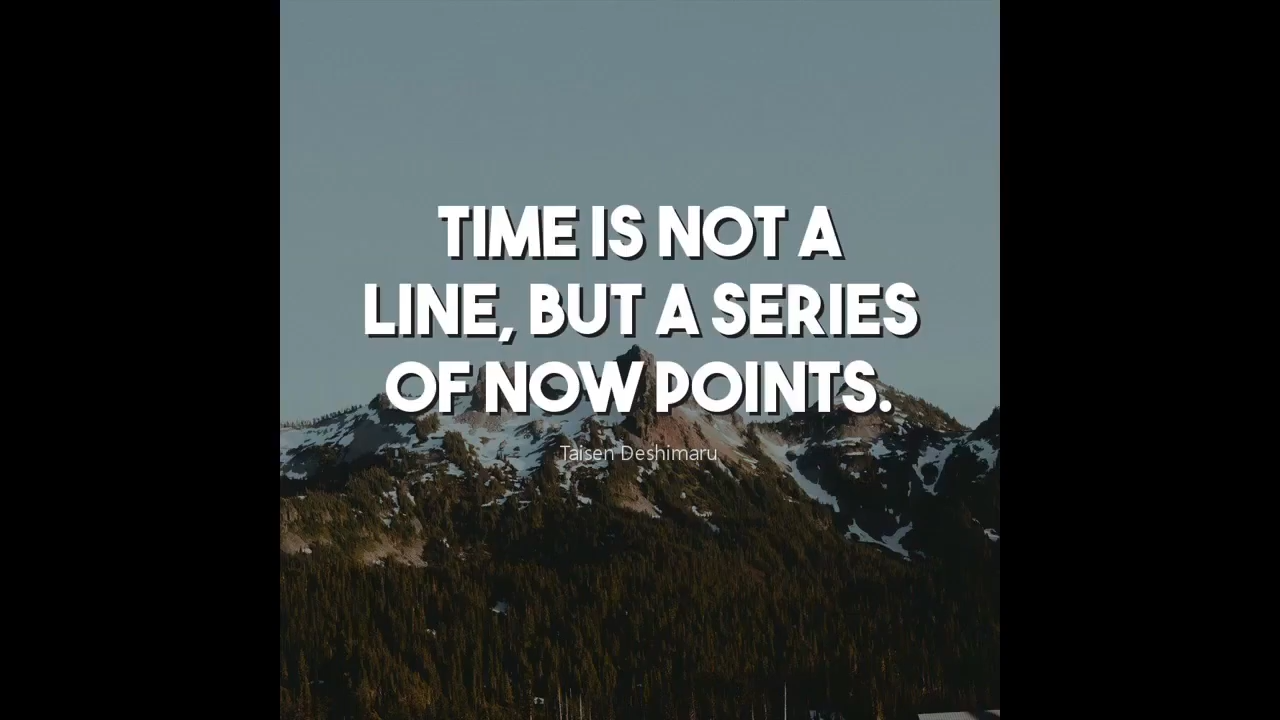 TIME IS NOT A
LINE, BUT A SERIES
OF NOW POINTS.
Taisen Deshimaru